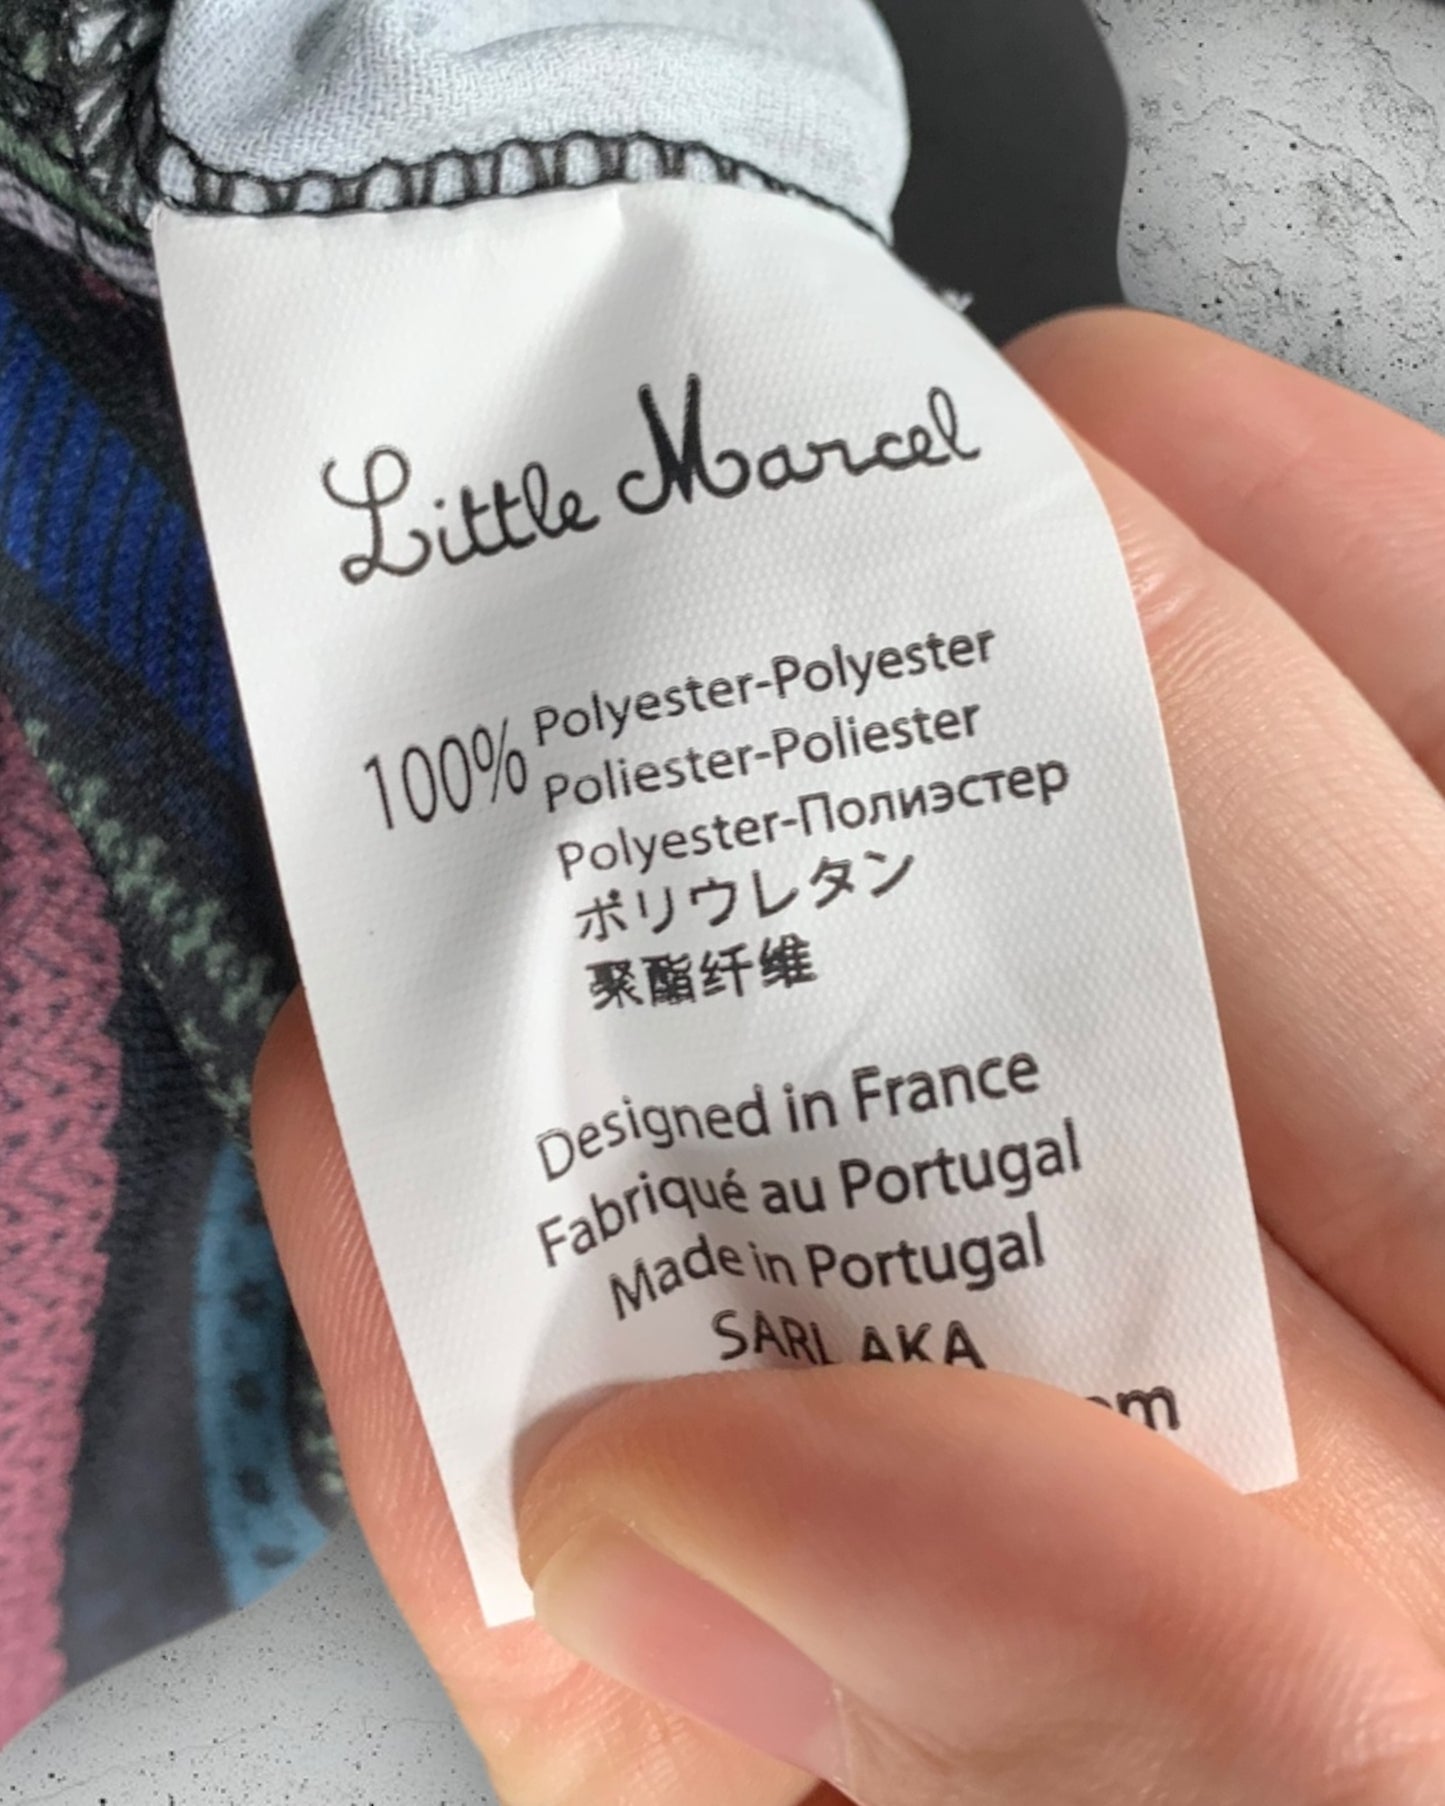 Little Marcel
100% Polyester-Polyester
Poliester-Poliester
Polyester-Полиэстер
ポリウレタン
聚酯纤维
Designed in France
Fabriqué au Portugal
Made in Portugal
SARL AKA